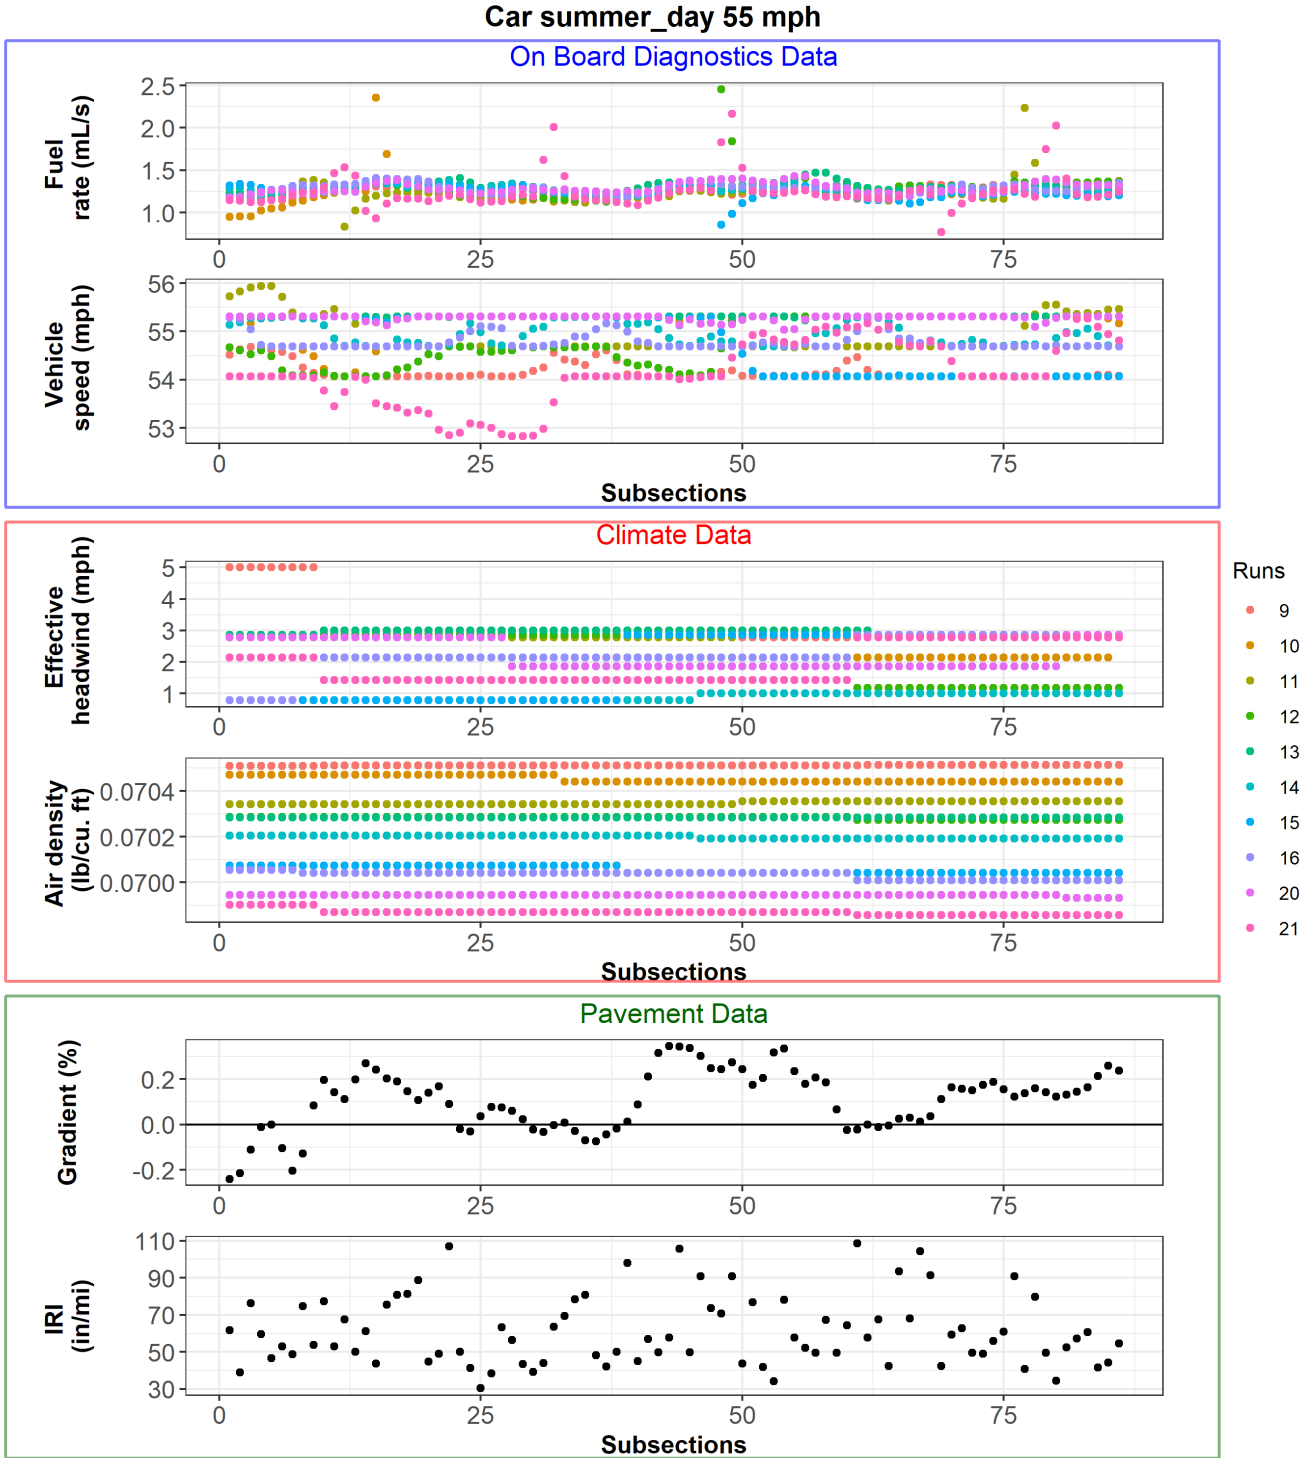 Car summer_day 55 mph
On Board Diagnostics Data
Fuel
rate (mL/s)
2.5
2.0
1.5
1.0
0 25 50 75
Vehicle
speed (mph)
56
55
54
53
0 25 50 75
Subsections
Climate Data
Effective
headwind (mph)
5
4
3
2
1
0 25 50 75
Air density
(lb/cu. ft)
0.0704
0.0702
0.0700
0 25 50 75
Subsections
Runs
9
10
11
12
13
14
15
16
20
21
Pavement Data
Gradient (%)
0.2
0.0
-0.2
0 25 50 75
IRI
(in/mi)
110
90
70
50
30
0 25 50 75
Subsections